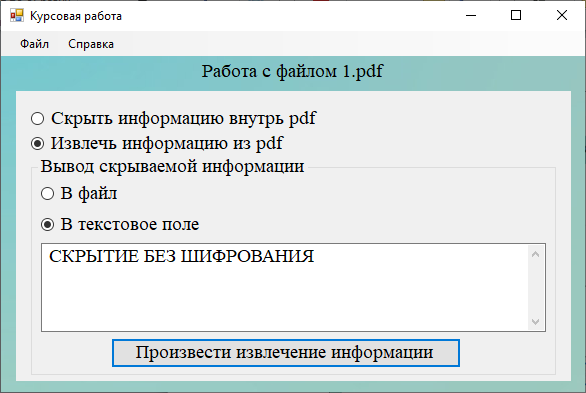 Курсовая работа
Файл Справка
Работа с файлом 1.pdf
Скрыть информацию внутрь pdf
Извлечь информацию из pdf
Вывод скрываемой информации
В файл
В текстовое поле
СКРЫТИЕ БЕЗ ШИФРОВАНИЯ
Произвести извлечение информации